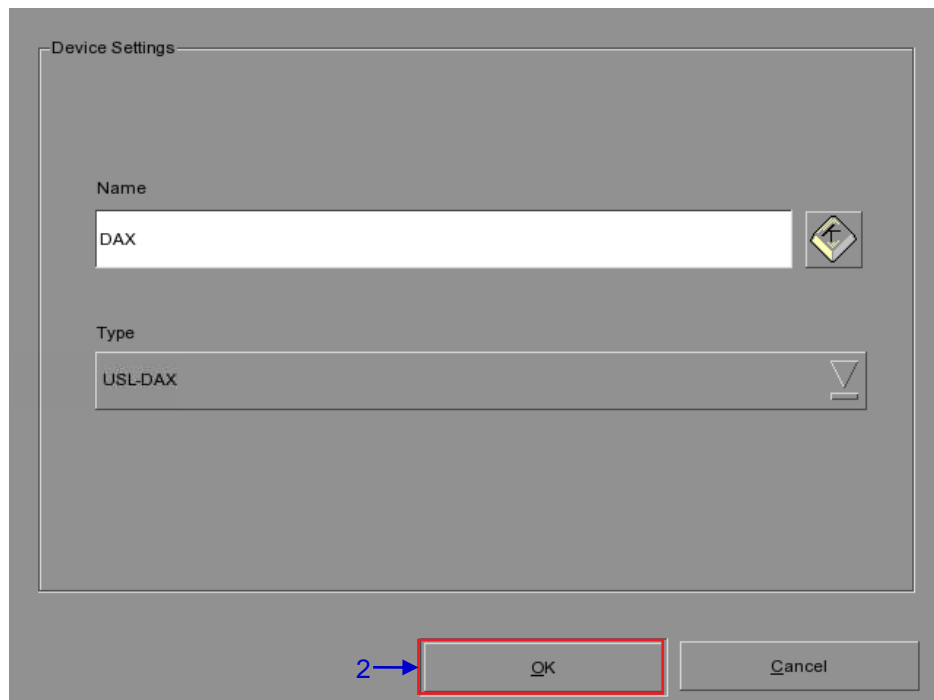 Device Settings
Name
DAX
K
Type
USL-DAX
2
OK
Cancel